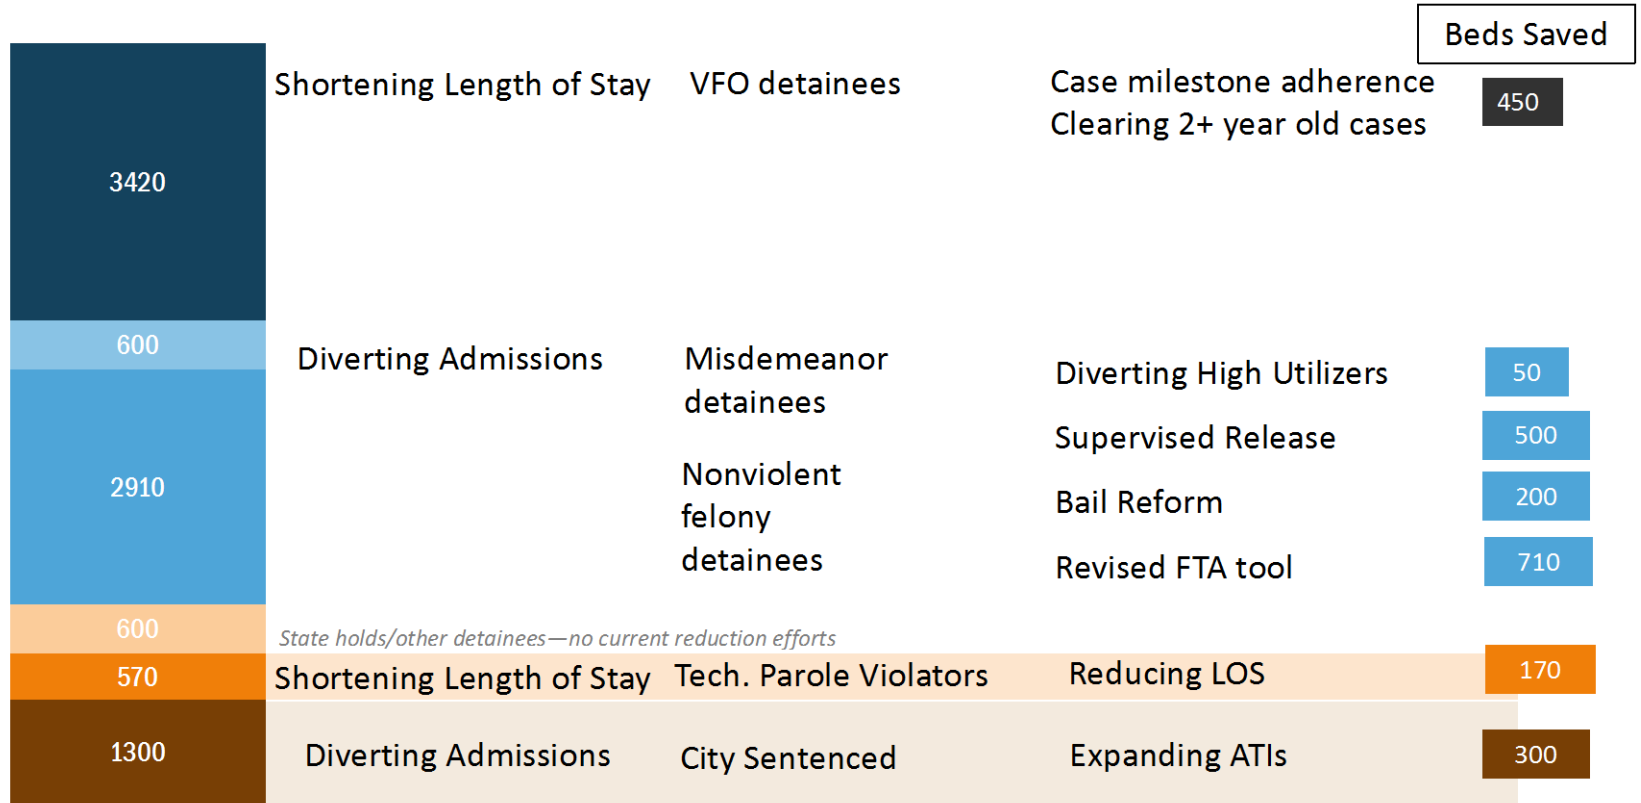 Beds Saved
3420
Shortening Length of Stay
VFO detainees
Case milestone adherence
Clearing 2+ year old cases
450
600
Diverting Admissions
Misdemeanor
detainees
Diverting High Utilizers
50
Supervised Release
500
2910
Nonviolent
felony
detainees
Bail Reform
200
Revised FTA tool
710
600
State holds/other detainees—no current reduction efforts
570
Shortening Length of Stay
Tech. Parole Violators
Reducing LOS
170
1300
Diverting Admissions
City Sentenced
Expanding ATIs
300